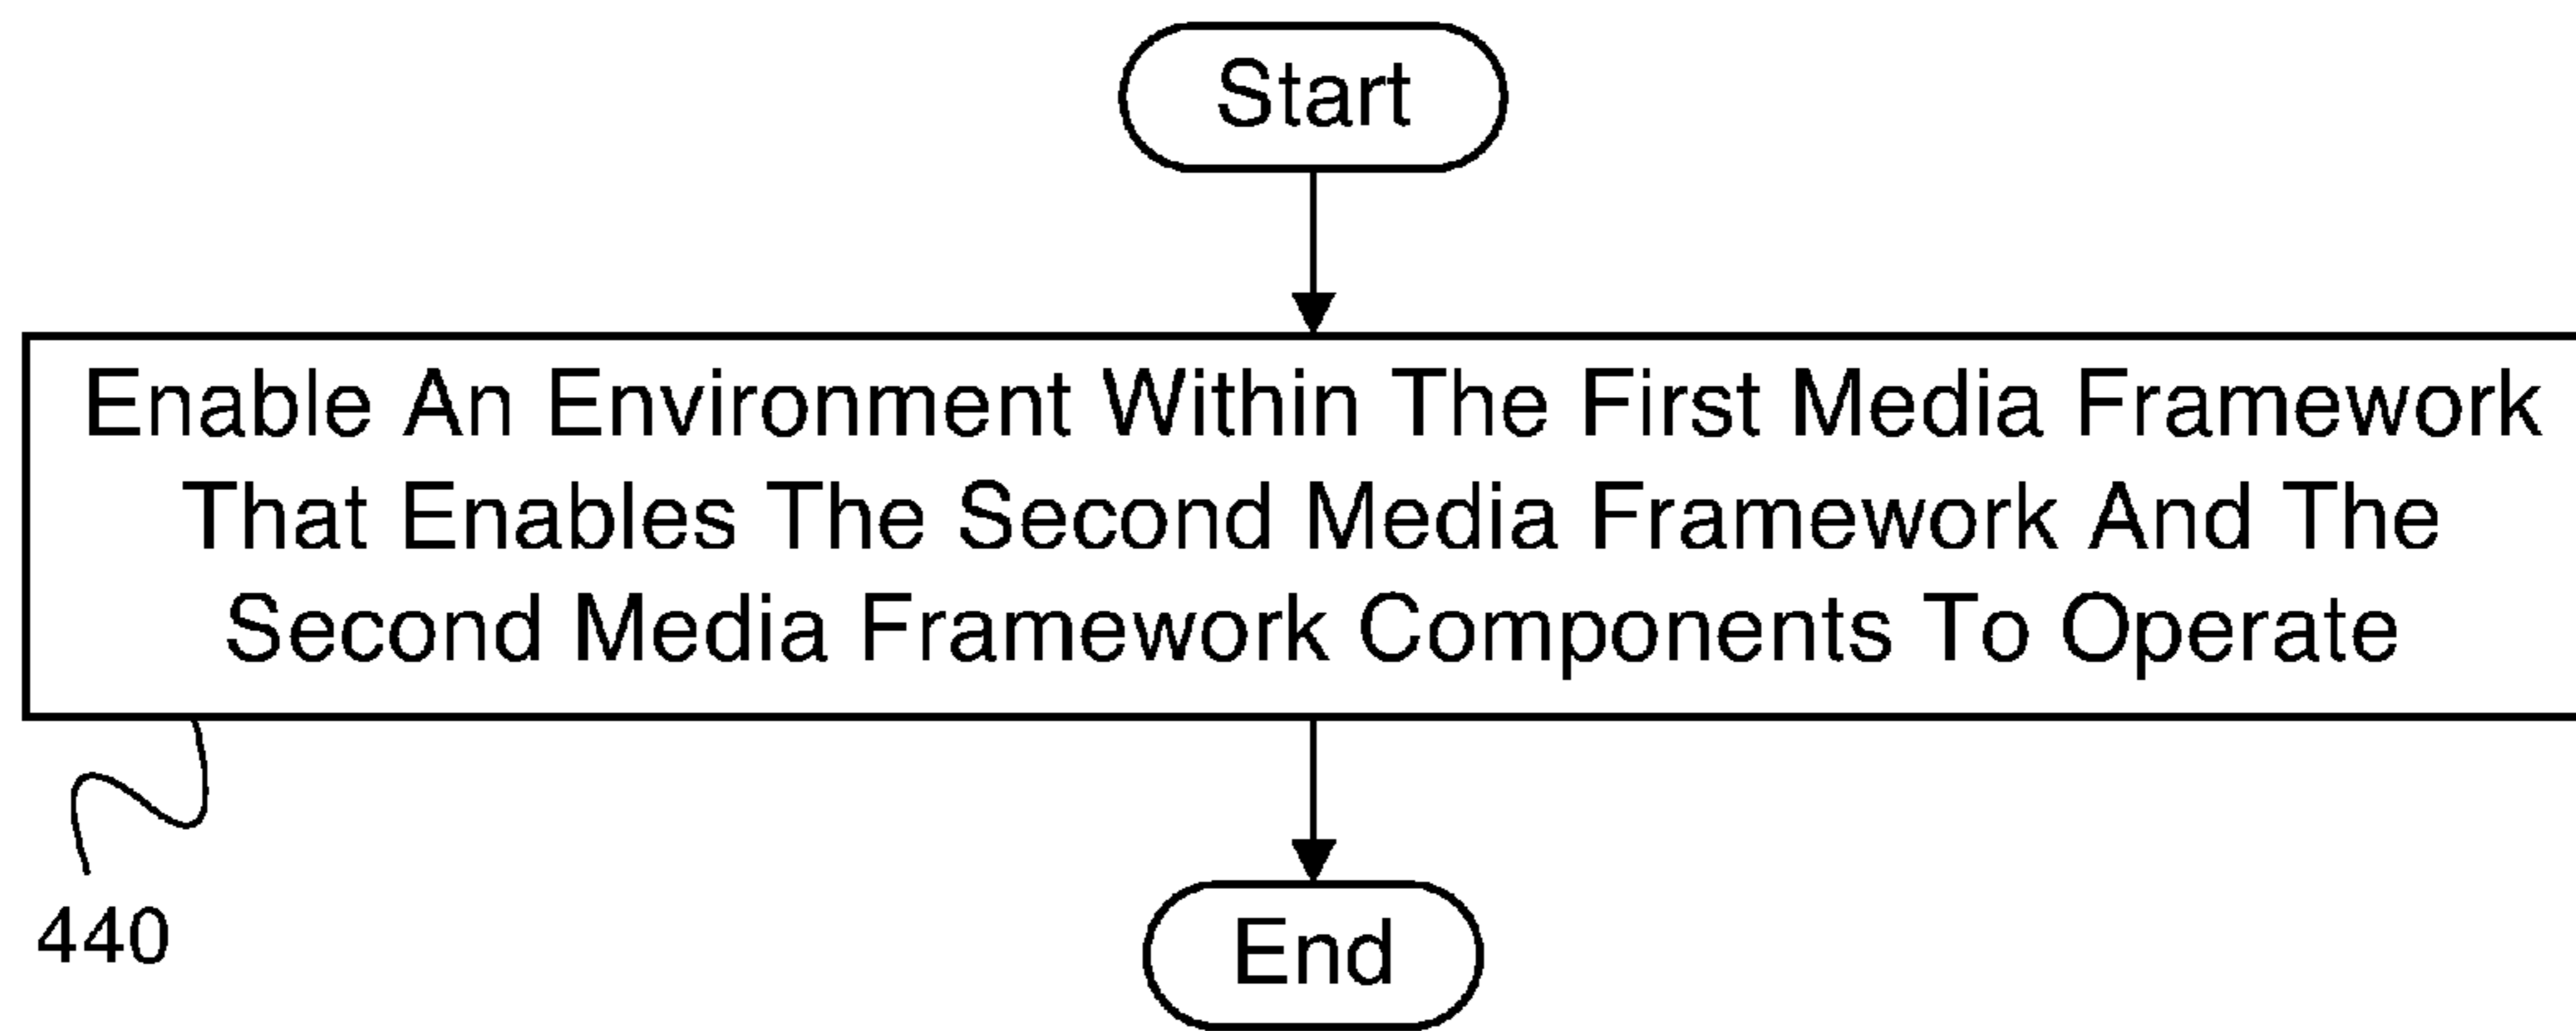 Start
Enable An Environment Within The First Media Framework
That Enables The Second Media Framework And The
Second Media Framework Components To Operate
440
End